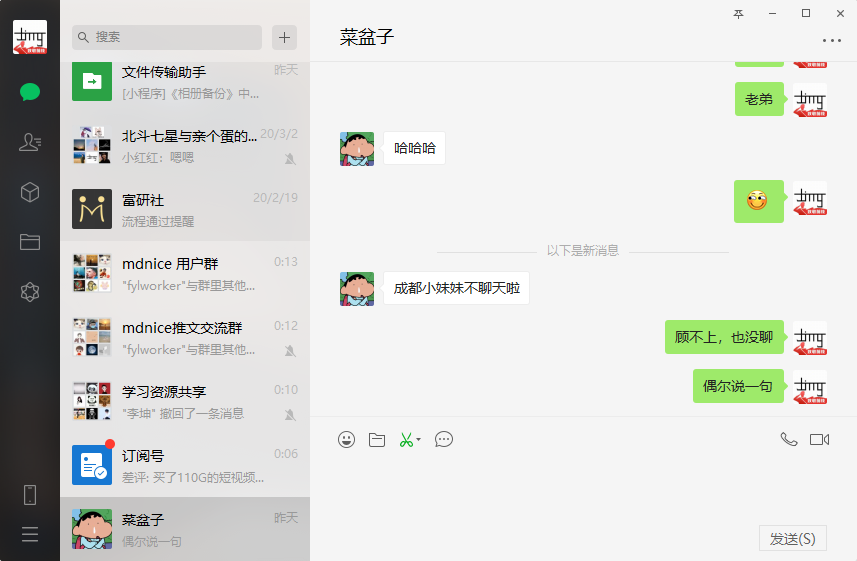 搜索
文件传输助手
昨天
[小程序]《相册备份》中...
北斗七星与亲个蛋的...
20/3/2
小红红：嗯嗯
富研社
20/2/19
流程通过提醒
mdnice 用户群
0:13
"fylworker"与群里其他...
mdnice推文交流群
0:12
"fylworker"与群里其他...
学习资源共享
0:10
"李坤" 撤回了一条消息
订阅号
0:06
差评: 买了110G的短视频...
菜盆子
昨天
偶尔说一句
菜盆子
老弟
哈哈哈
以下是新消息
成都小妹妹不聊天啦
顾不上，也没聊
偶尔说一句
发送(S)